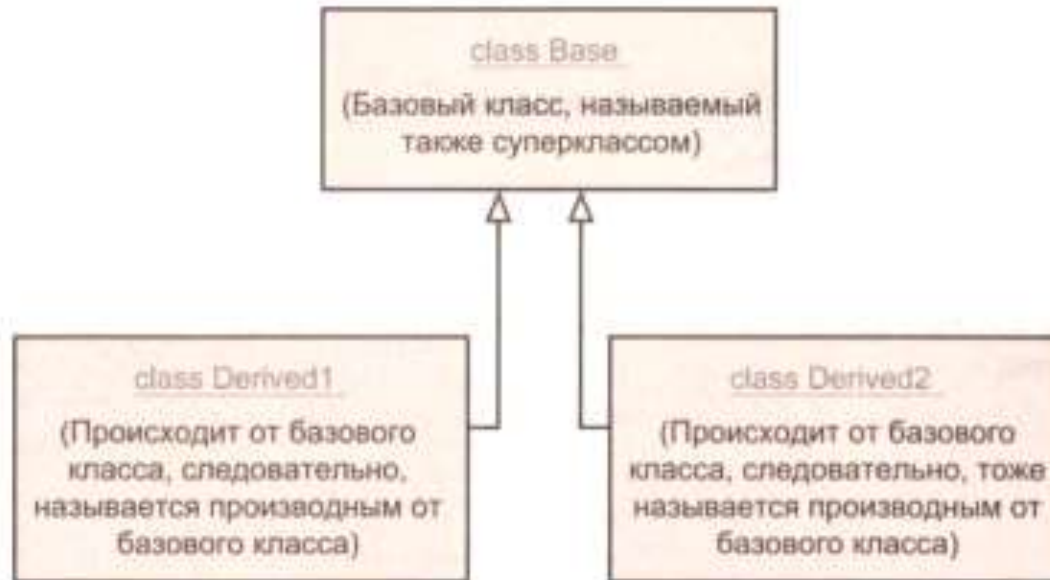 class Base
(Базовый класс, называемый
также суперклассом)
class Derived1
(Происходит от базового
класса, следовательно,
называется производным от
базового класса)
class Derived2
(Происходит от базового
класса, следовательно, тоже
называется производным от
базового класса)